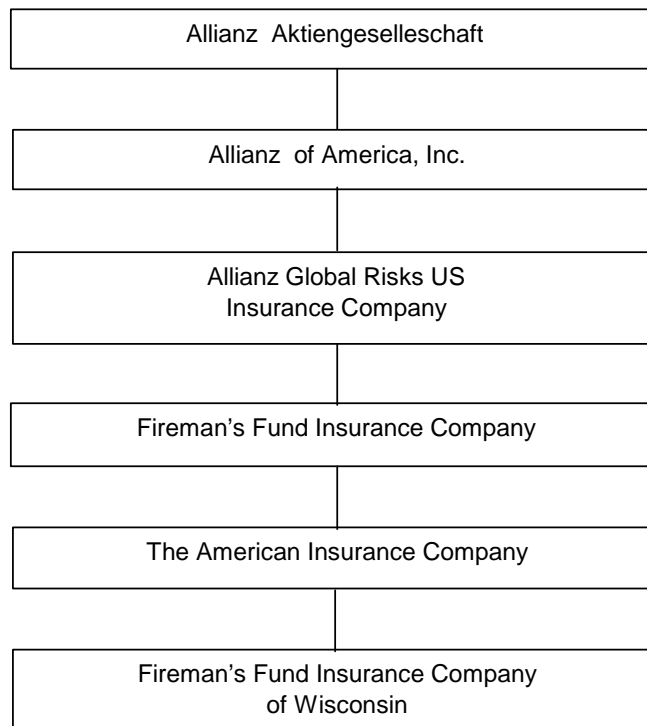 Allianz Aktiengeselleschaft
Allianz of America, Inc.
Allianz Global Risks US
Insurance Company
Fireman's Fund Insurance Company
The American Insurance Company
Fireman's Fund Insurance Company
of Wisconsin